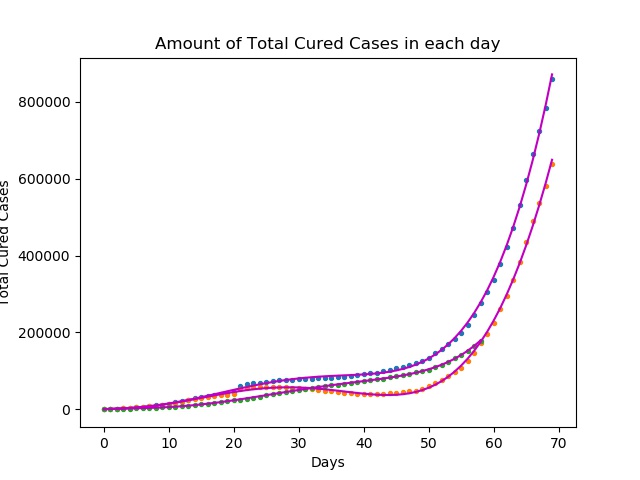 Amount of Total Cured Cases in each day
800000
600000
400000
200000
0
Total Cured Cases
0 10 20 30 40 50 60 70
Days